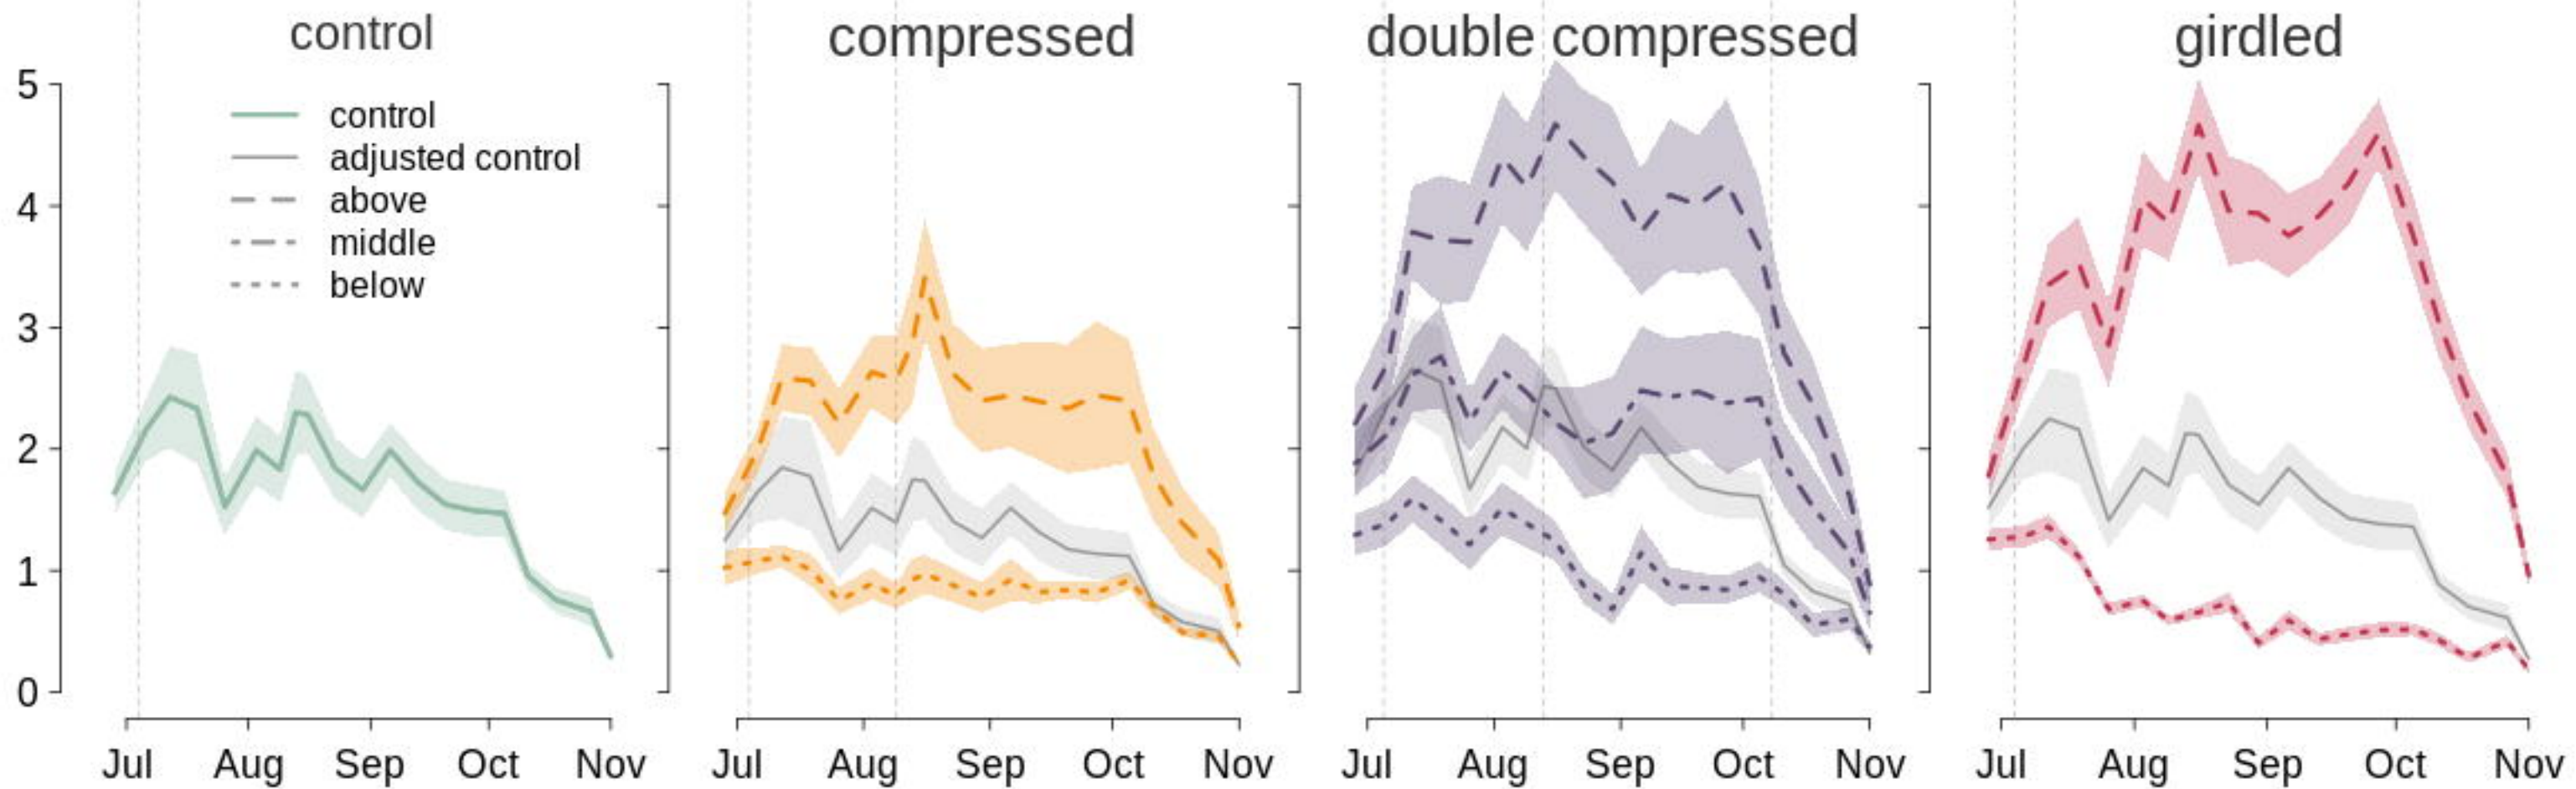 control
compressed
double compressed
girdled
5
4
3
2
1
0
control
adjusted control
above
middle
below
Jul Aug Sep Oct Nov
Jul Aug Sep Oct Nov
Jul Aug Sep Oct Nov
Jul Aug Sep Oct Nov